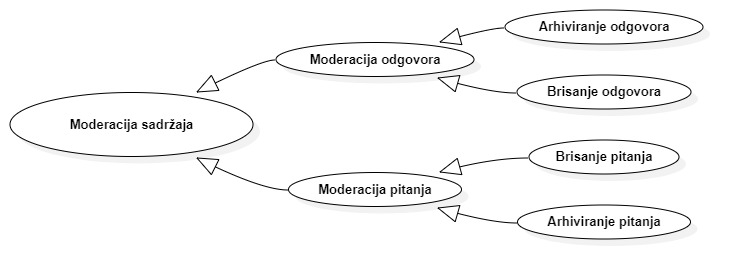 Arhiviranje odgovora
Moderacija odgovora
Brisanje odgovora
Moderacija sadržaja
Brisanje pitanja
Moderacija pitanja
Arhiviranje pitanja